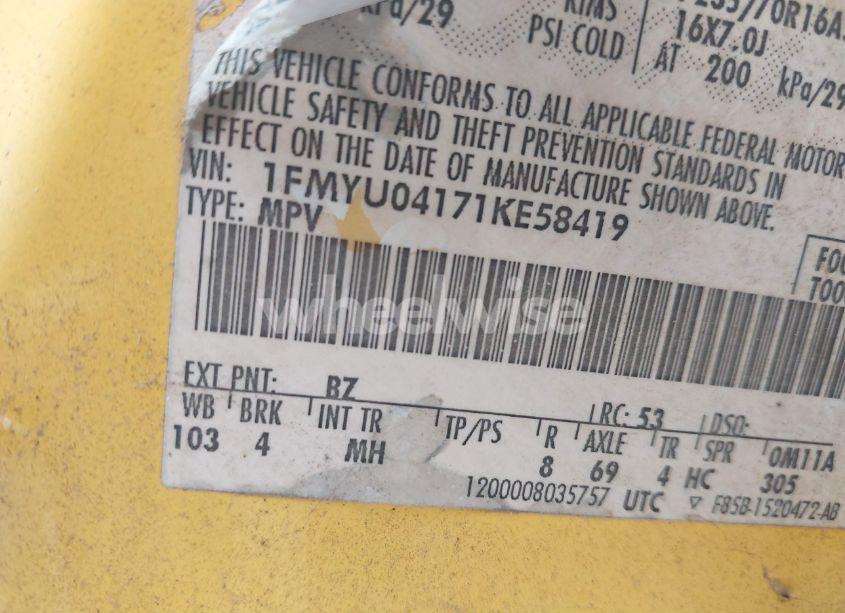 kPa/29 RIMS
PSI COLD 16X7.0J
AT 200 kPa/29
THIS VEHICLE CONFORMS TO ALL APPLICABLE FEDERAL MOTOR
VEHICLE SAFETY AND THEFT PREVENTION STANDARDS IN
EFFECT ON THE DATE OF MANUFACTURE SHOWN ABOVE.
VIN: 1FMYU04171KE58419
TYPE: MPV
wheelwise
EXT PNT: BZ RC: 53 DSO:
WB BRK INT TR TP/PS R AXLE TR SPR 0M11A
103 4 MH 8 69 4 HC 305
1200008035757 UTC ▽ F85B-1520472-AB